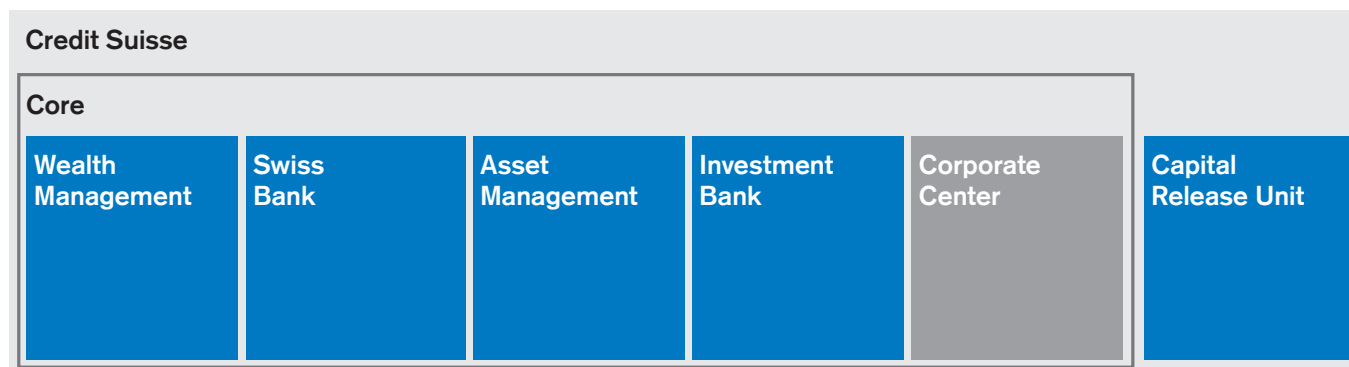 Credit Suisse
Core
Wealth
Management
Swiss
Bank
Asset
Management
Investment
Bank
Corporate
Center
Capital
Release Unit